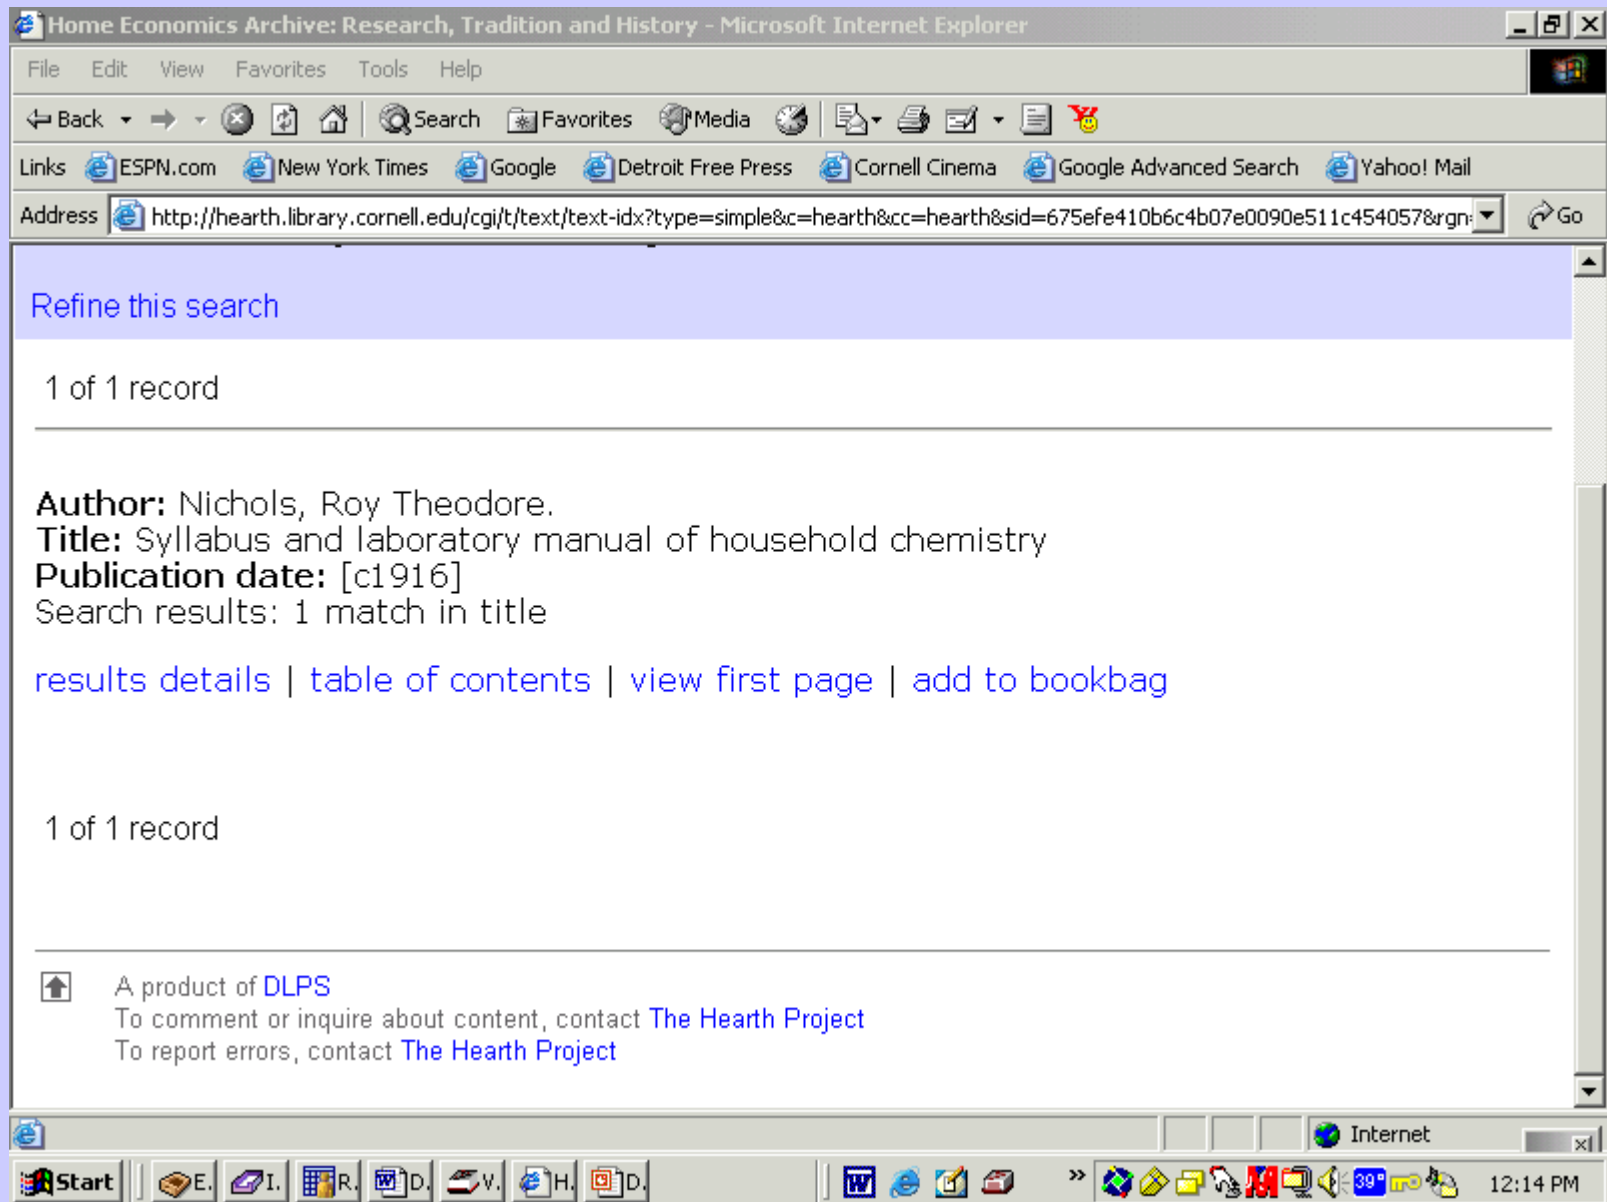 Home Economics Archive: Research, Tradition and History - Microsoft Internet Explorer
File Edit View Favorites Tools Help
Back Search Favorites Media
Links ESPN.com New York Times Google Detroit Free Press Cornell Cinema Google Advanced Search Yahoo! Mail
Address http://hearth.library.cornell.edu/cgi/t/text/text-idx?type=simple&c=hearth&cc=hearth&sid=675efe410b6c4b07e0090e511c454057&rgn Go
Refine this search
1 of 1 record
Author: Nichols, Roy Theodore.
Title: Syllabus and laboratory manual of household chemistry
Publication date: [c1916]
Search results: 1 match in title
results details | table of contents | view first page | add to bookbag
1 of 1 record
A product of DLPS
To comment or inquire about content, contact The Hearth Project
To report errors, contact The Hearth Project
Internet
Start E. I. R. D. V. H. D. » 39° 12:14 PM